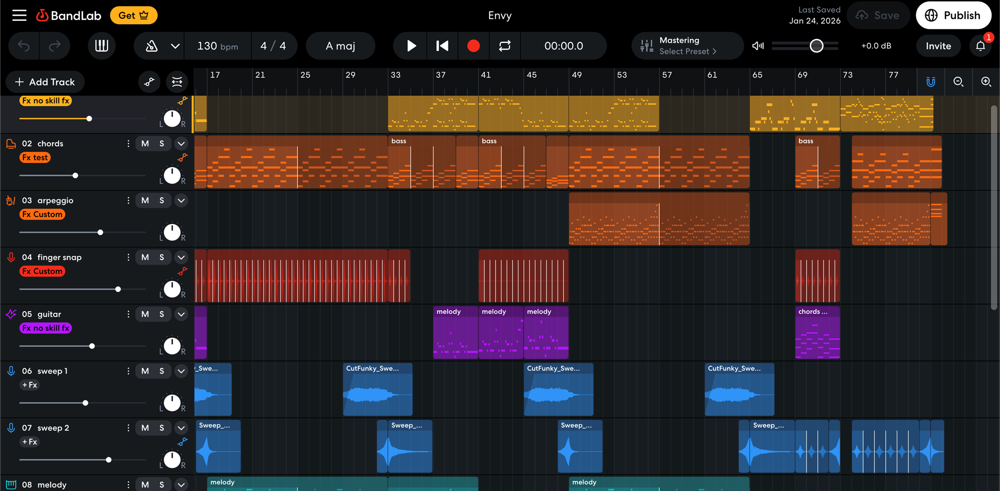 BandLab
Get
Envy
Last Saved
Jan 24, 2026
Save
Publish
130 bpm
4 / 4
A maj
00:00.0
Mastering
Select Preset >
+0.0 dB
Invite
1
+ Add Track
17 21 25 29 33 37 41 45 49 53 57 61 65 69 73 77
Fx no skill fx
L R
02 chords M S
Fx test
L R
bass bass bass
03 arpeggio M S
Fx Custom
L R
04 finger snap M S
Fx Custom
L R
05 guitar M S
Fx no skill fx
L R
melody melody melody chords ...
06 sweep 1 M S
+ Fx
L R
_Swe... CutFunky_Swe... CutFunky_Swe... CutFunky_Swe...
07 sweep 2 M S
+ Fx
L R
Sweep_... Sweep_... Sweep_... Sweep_...
08 melody M S
melody melody